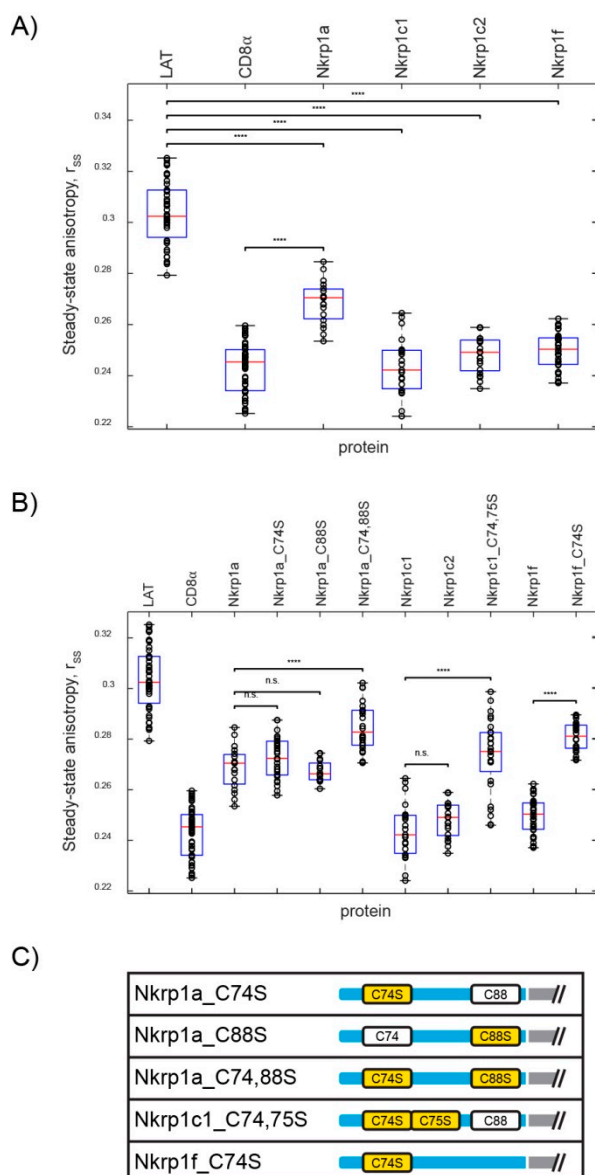 A)
LAT
CD8α
Nkrp1a
Nkrp1c1
Nkrp1c2
Nkrp1f
Steady-state anisotropy, rss
0.34
0.32
0.3
0.28
0.26
0.24
0.22
****
****
****
****
****
protein
B)
LAT
CD8α
Nkrp1a
Nkrp1a_C74S
Nkrp1a_C88S
Nkrp1a_C74,88S
Nkrp1c1
Nkrp1c2
Nkrp1c1_C74,75S
Nkrp1f
Nkrp1f_C74S
Steady-state anisotropy, rss
0.32
0.3
0.28
0.26
0.24
0.22
****
n.s.
n.s.
****
n.s.
****
protein
C)
Nkrp1a_C74S C74S C88 //
Nkrp1a_C88S C74 C88S //
Nkrp1a_C74,88S C74S C88S //
Nkrp1c1_C74,75S C74S C75S C88 //
Nkrp1f_C74S C74S //